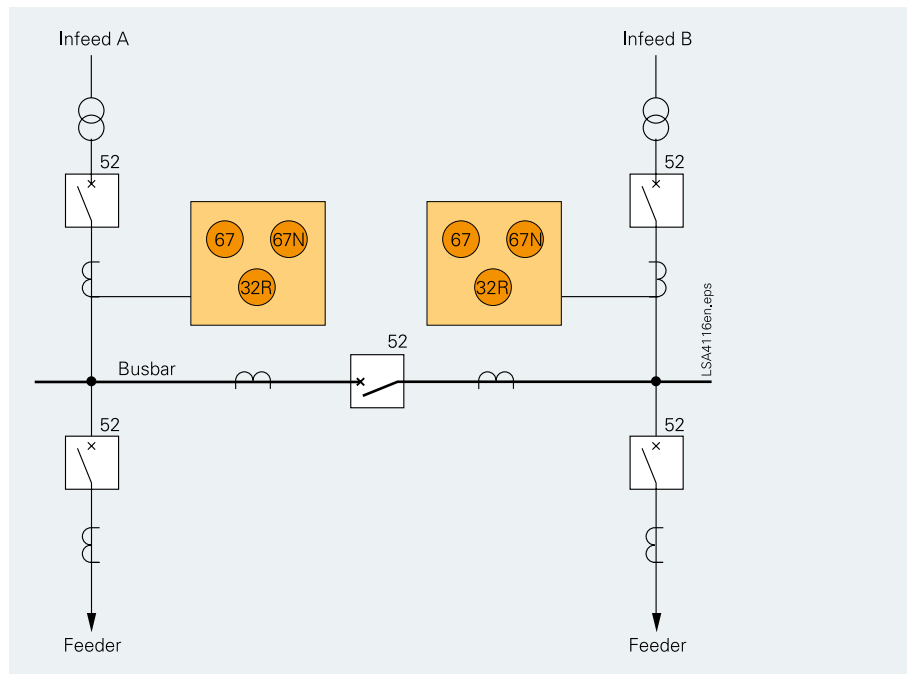 Infeed A
Infeed B
52
52
67
67N
32R
67
67N
32R
LSA4116en.eps
52
Busbar
52
52
Feeder
Feeder